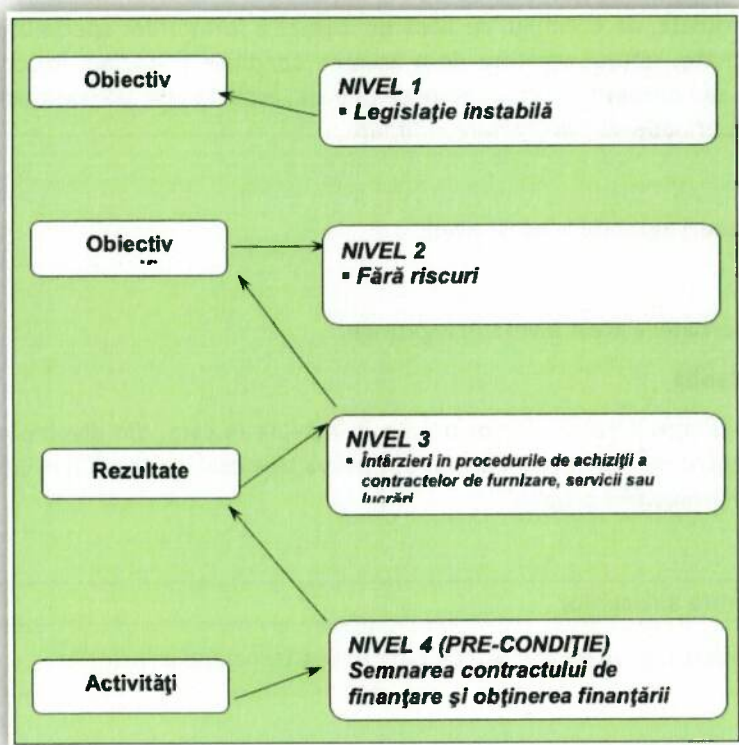 Obiectiv
NIVEL 1
▪ Legislaţie instabilă
Obiectiv
NIVEL 2
▪ Fără riscuri
Rezultate
NIVEL 3
▪ Întârzieri în procedurile de achiziţii a
contractelor de furnizare, servicii sau
lucrări
Activităţi
NIVEL 4 (PRE-CONDIŢIE)
Semnarea contractului de
finanţare şi obţinerea finanţării